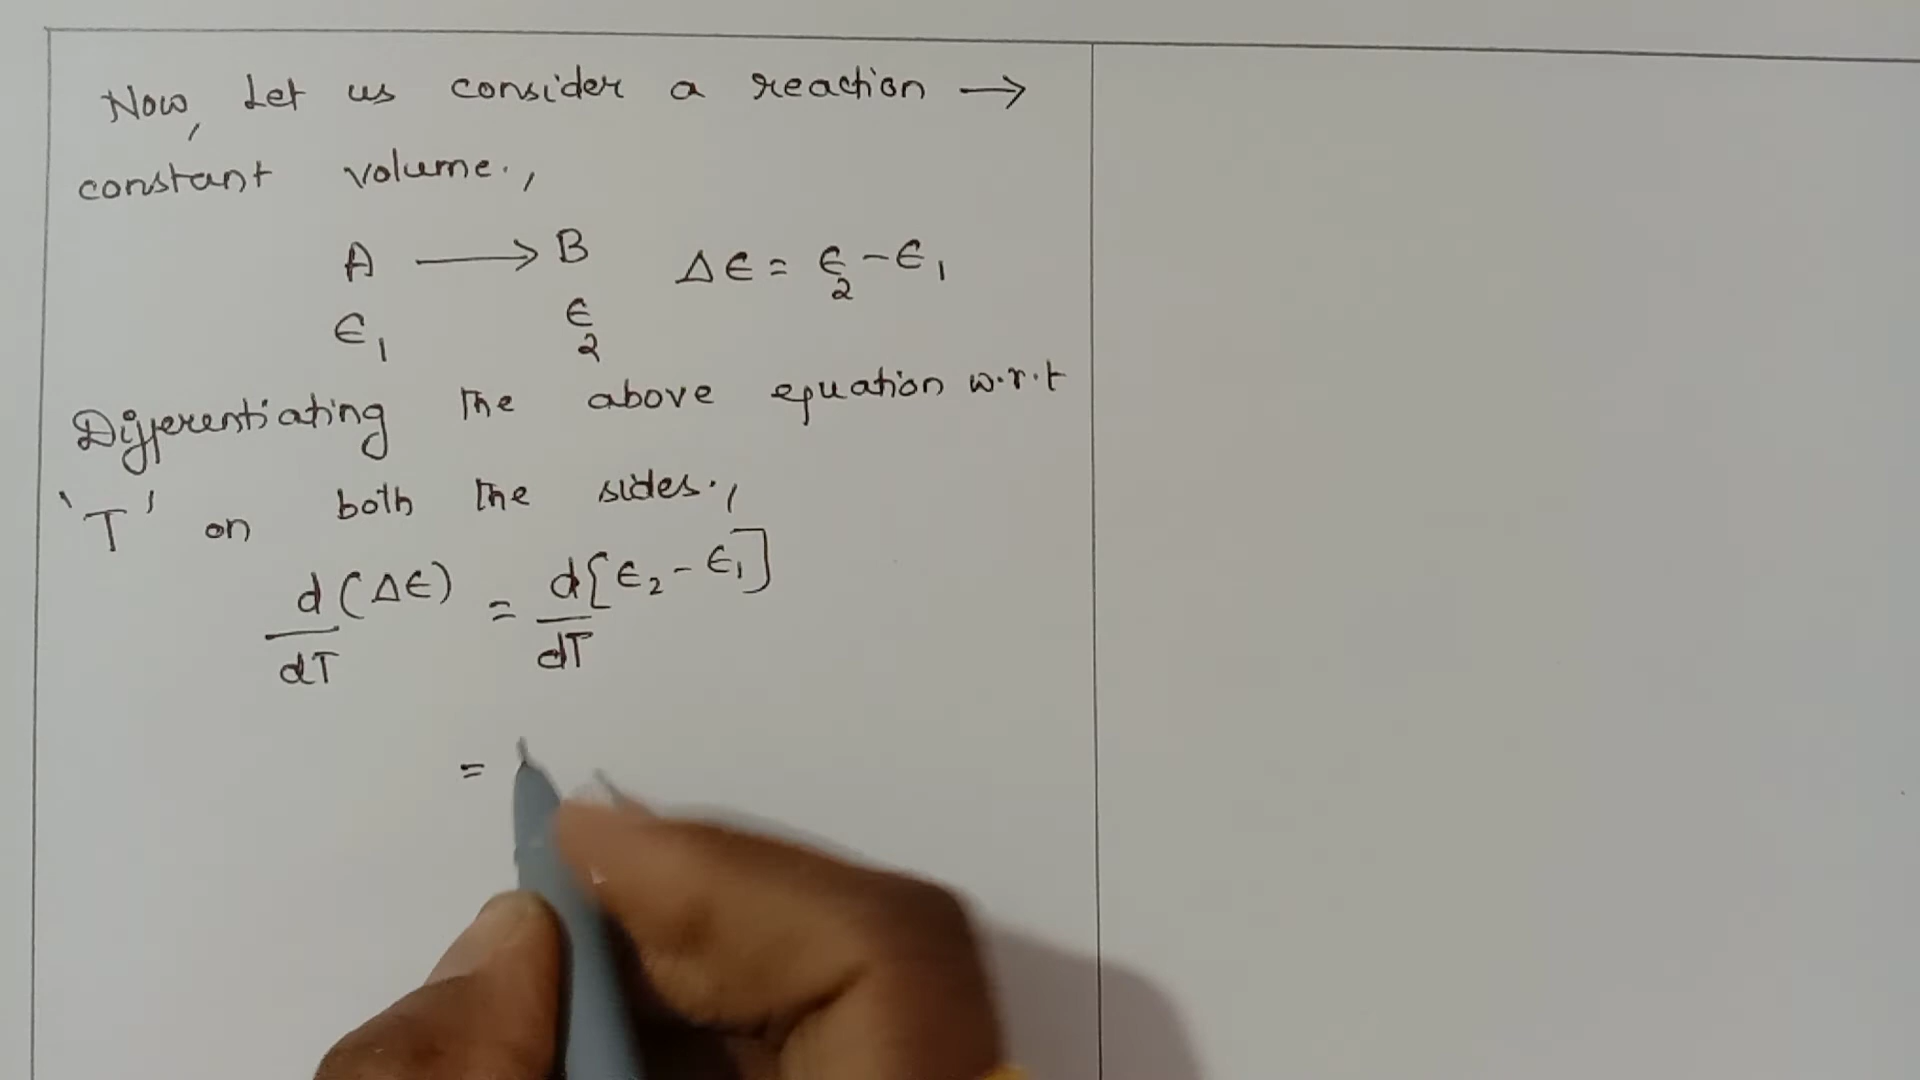 Now, Let us consider a reaction →
constant volume.,
A ⟶ B ΔE = E₂ - E₁
E₁ E₂
Differentiating the above equation w.r.t
'T' on both the sides.,
d/dT (ΔE) = d/dT [E₂ - E₁]
=